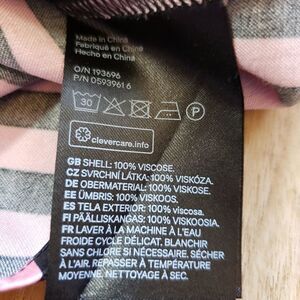 Made in China
Fabriqué en Chine
Hecho en China
O/N 193696
P/N 0593961 6
30
P
clevercare.info
GB SHELL: 100% VISCOSE.
CZ SVRCHNÍ LÁTKA: 100% VISKÓZA.
DE OBERMATERIAL: 100% VISKOSE.
EE ÜLEMINE: 100% VISKOOS.
ES TELA EXTERIOR: 100% viscosa.
FI PÄÄLLISKANGAS: 100% VISKOOSIA.
FR LAVER À LA MACHINE À L'EAU
FROIDE CYCLE DÉLICAT. BLANCHIR
SANS CHLORE SI NÉCESSAIRE. SÉCHER
À L'AIR. REPASSER À TEMPÉRATURE
MOYENNE. NETTOYAGE À SEC.